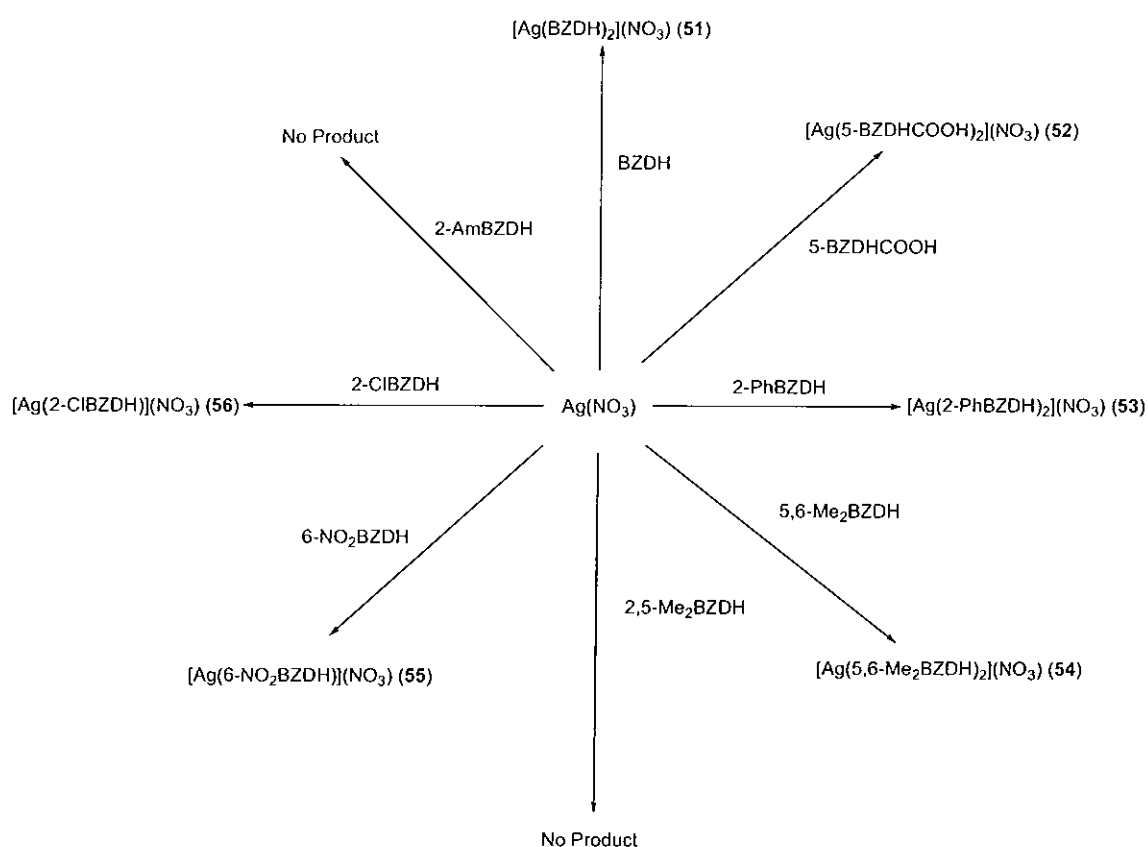 [Ag(BZDH)₂](NO₃) (51)
No Product
[Ag(5-BZDHCOOH)₂](NO₃) (52)
BZDH
2-AmBZDH
5-BZDHCOOH
2-ClBZDH
2-PhBZDH
[Ag(2-ClBZDH)](NO₃) (56)
Ag(NO₃)
[Ag(2-PhBZDH)₂](NO₃) (53)
5,6-Me₂BZDH
6-NO₂BZDH
2,5-Me₂BZDH
[Ag(6-NO₂BZDH)](NO₃) (55)
[Ag(5,6-Me₂BZDH)₂](NO₃) (54)
No Product